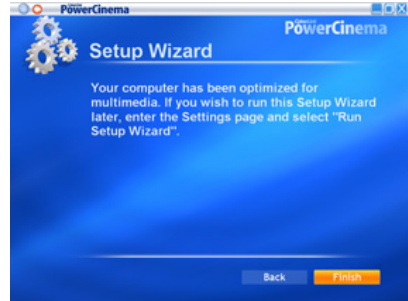 PowerCinema
CyberLink
PowerCinema
Setup Wizard
Your computer has been optimized for
multimedia. If you wish to run this Setup Wizard
later, enter the Settings page and select "Run
Setup Wizard".
Back
Finish